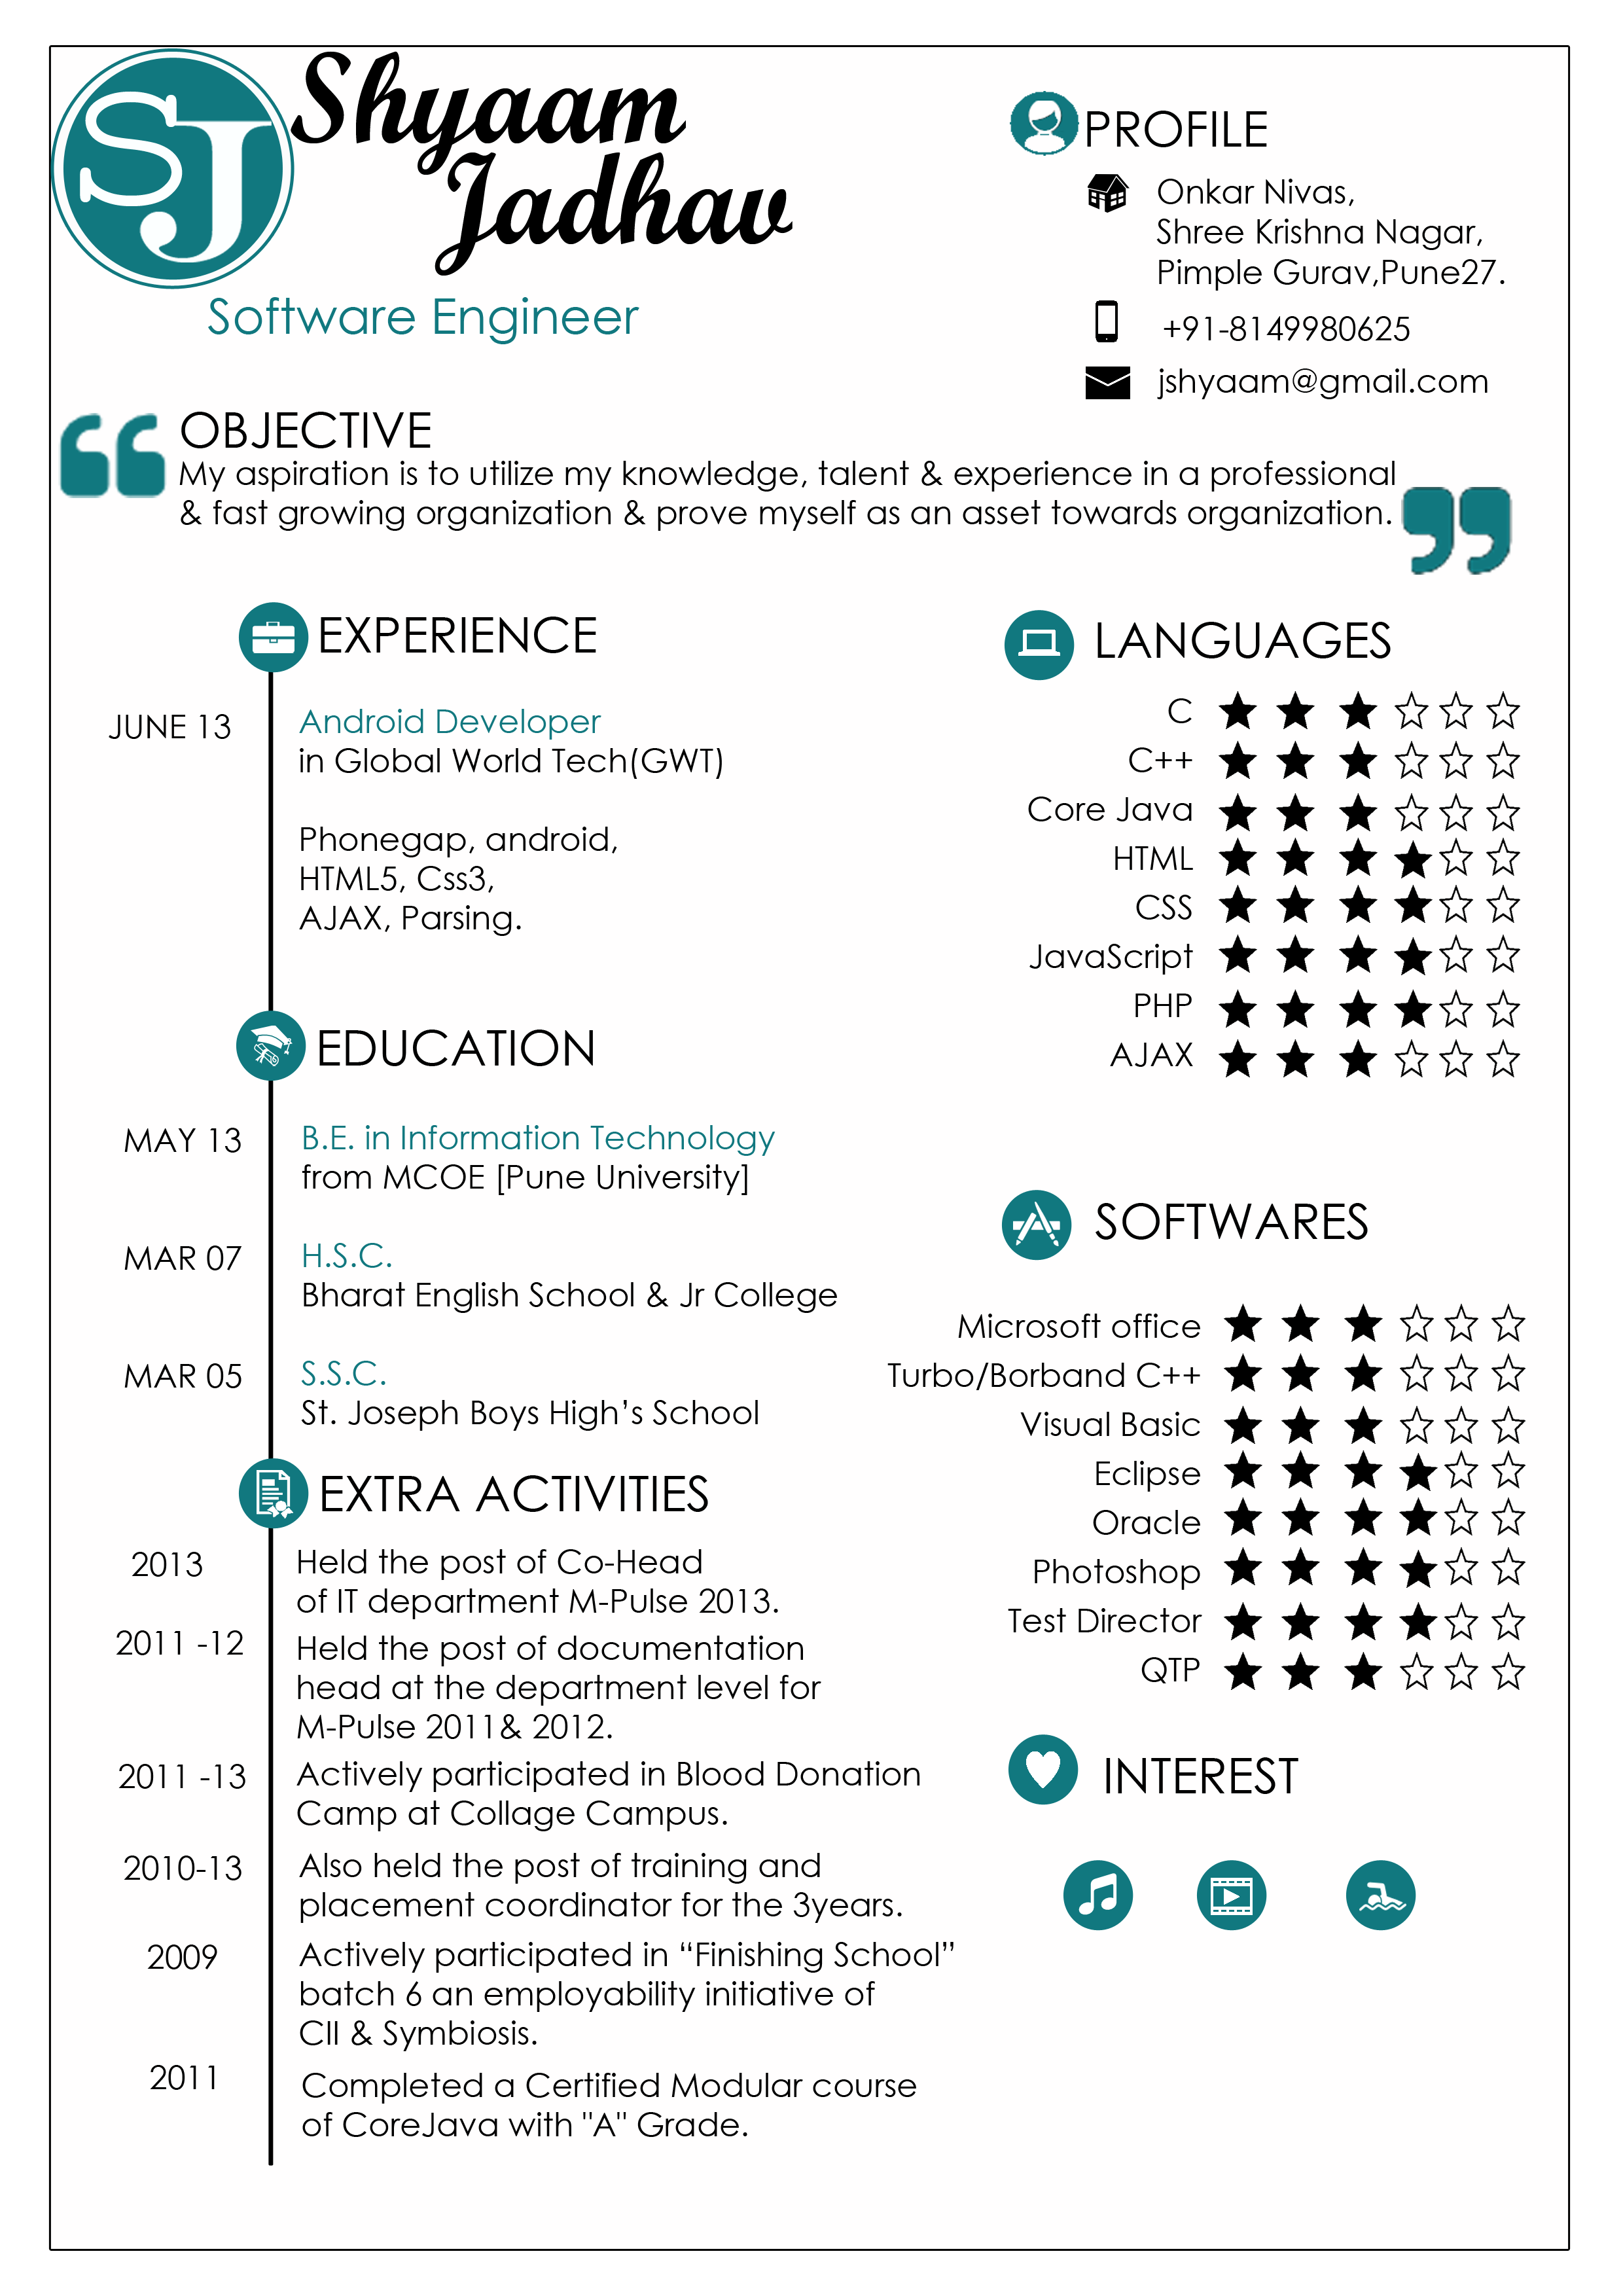 SJ
Shyaam
Jadhav
Software Engineer
PROFILE
Onkar Nivas,
Shree Krishna Nagar,
Pimple Gurav,Pune27.
+91-8149980625
jshyaam@gmail.com
OBJECTIVE
“My aspiration is to utilize my knowledge, talent & experience in a professional
& fast growing organization & prove myself as an asset towards organization.”
EXPERIENCE
JUNE 13
Android Developer
in Global World Tech(GWT)
Phonegap, android,
HTML5, Css3,
AJAX, Parsing.
EDUCATION
MAY 13
B.E. in Information Technology
from MCOE [Pune University]
MAR 07
H.S.C.
Bharat English School & Jr College
MAR 05
S.S.C.
St. Joseph Boys High’s School
EXTRA ACTIVITIES
2013
Held the post of Co-Head
of IT department M-Pulse 2013.
2011 -12
Held the post of documentation
head at the department level for
M-Pulse 2011& 2012.
2011 -13
Actively participated in Blood Donation
Camp at Collage Campus.
2010-13
Also held the post of training and
placement coordinator for the 3years.
2009
Actively participated in “Finishing School”
batch 6 an employability initiative of
CII & Symbiosis.
2011
Completed a Certified Modular course
of CoreJava with "A" Grade.
LANGUAGES
C ★ ★ ★ ☆ ☆ ☆
C++ ★ ★ ★ ☆ ☆ ☆
Core Java ★ ★ ★ ☆ ☆ ☆
HTML ★ ★ ★ ★ ☆ ☆
CSS ★ ★ ★ ★ ☆ ☆
JavaScript ★ ★ ★ ★ ☆ ☆
PHP ★ ★ ★ ★ ☆ ☆
AJAX ★ ★ ★ ☆ ☆ ☆
SOFTWARES
Microsoft office ★ ★ ★ ☆ ☆ ☆
Turbo/Borband C++ ★ ★ ★ ☆ ☆ ☆
Visual Basic ★ ★ ★ ☆ ☆ ☆
Eclipse ★ ★ ★ ★ ☆ ☆
Oracle ★ ★ ★ ★ ☆ ☆
Photoshop ★ ★ ★ ★ ☆ ☆
Test Director ★ ★ ★ ★ ☆ ☆
QTP ★ ★ ★ ☆ ☆ ☆
INTEREST